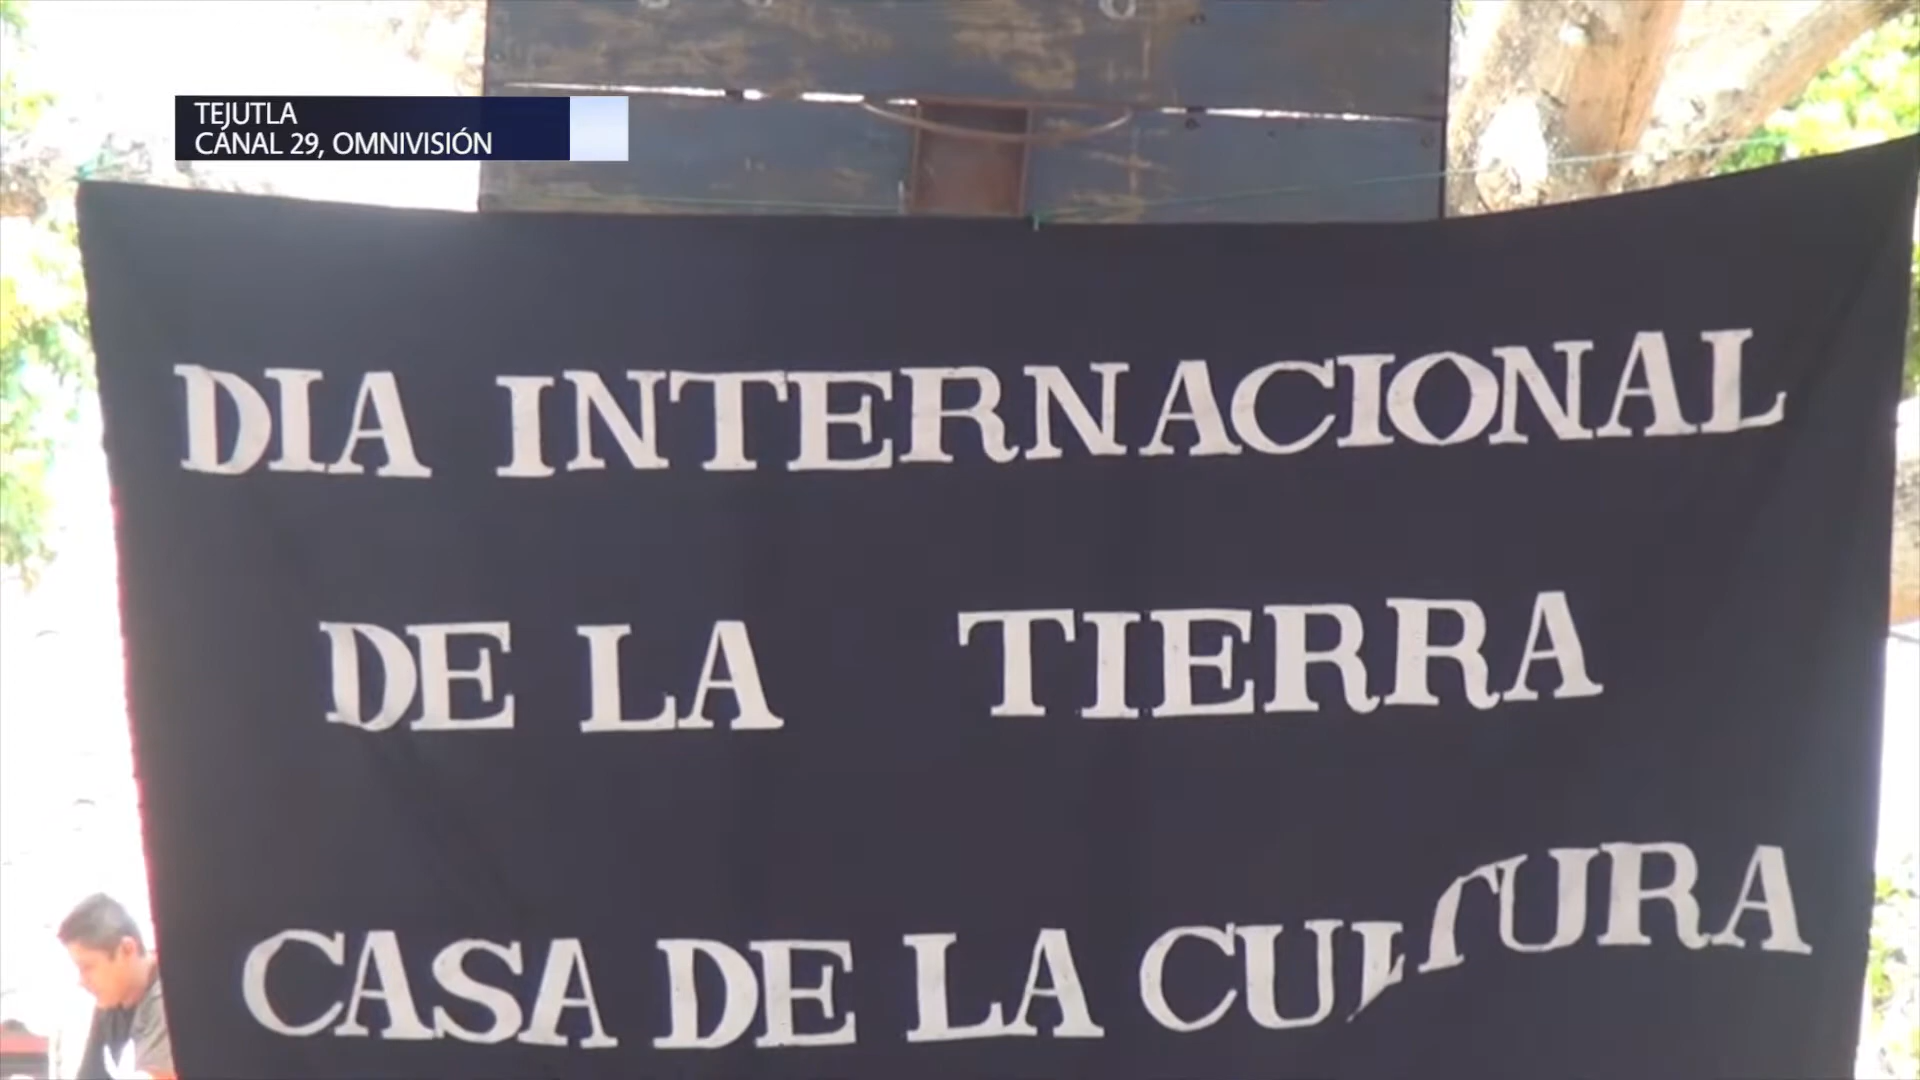 TEJUTLA
CANAL 29, OMNIVISIÓN
DIA INTERNACIONAL
DE LA TIERRA
CASA DE LA CULTURA